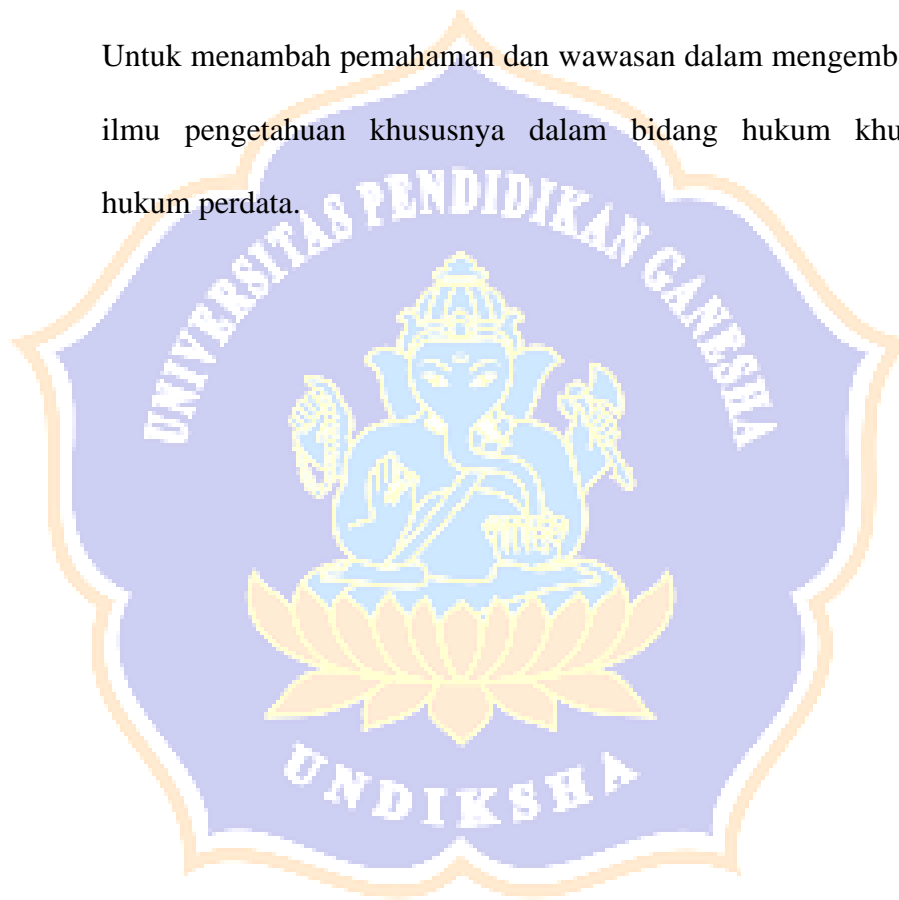 Untuk menambah pemahaman dan wawasan dalam mengemb
ilmu pengetahuan khususnya dalam bidang hukum khu
hukum perdata.
UNIVERSITAS PENDIDIKAN GANESHA
UNDIKSHA